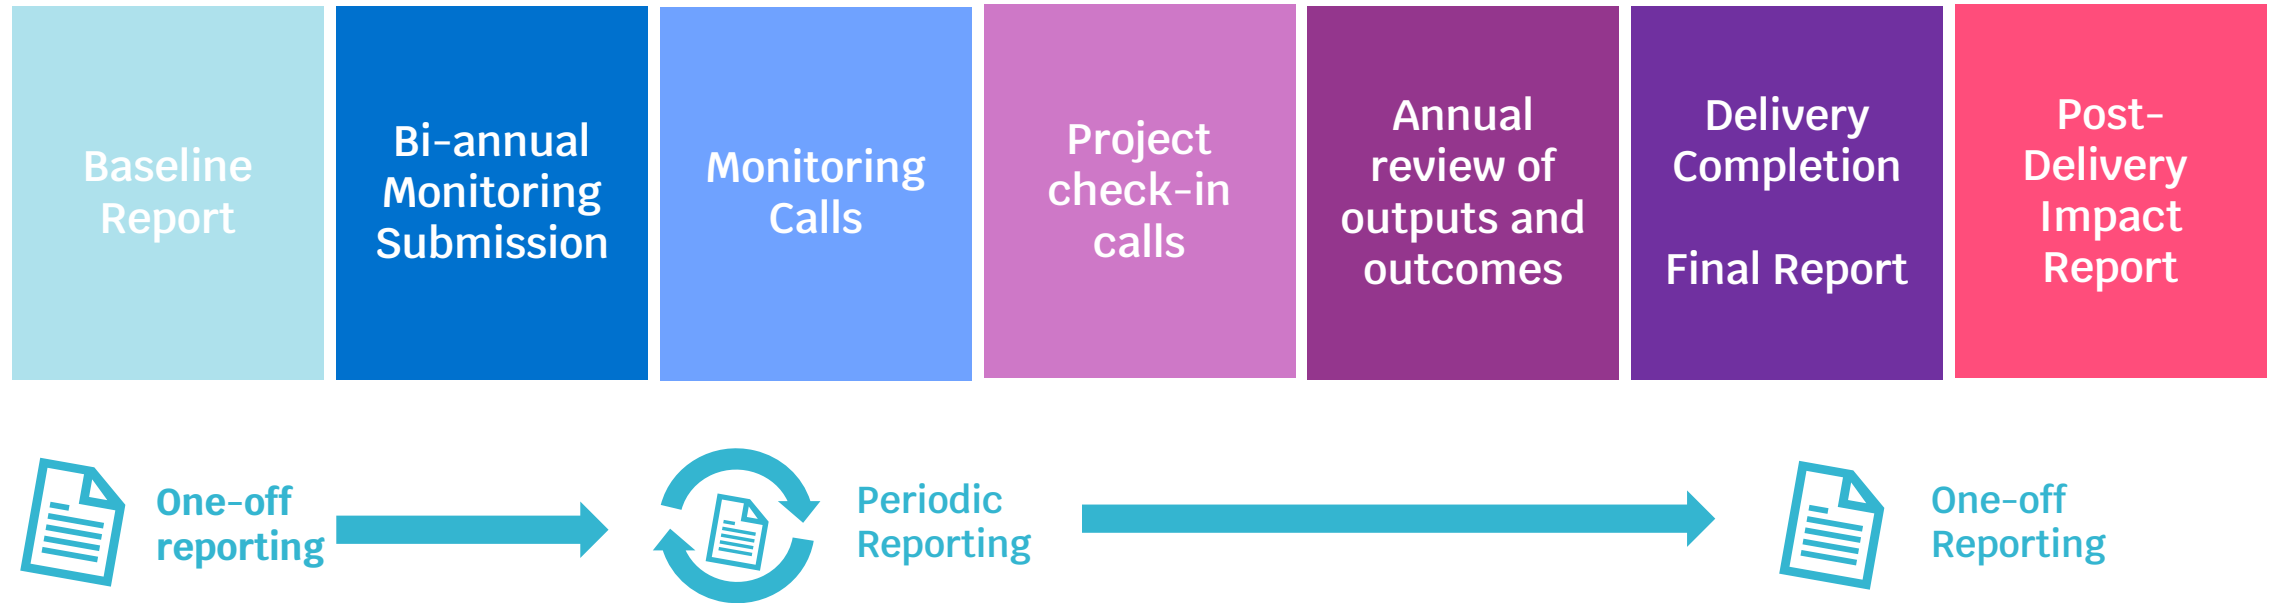 Baseline
Report
Bi-annual
Monitoring
Submission
Monitoring
Calls
Project
check-in
calls
Annual
review of
outputs and
outcomes
Delivery
Completion
Final Report
Post-
Delivery
Impact
Report
One-off
reporting
Periodic
Reporting
One-off
Reporting